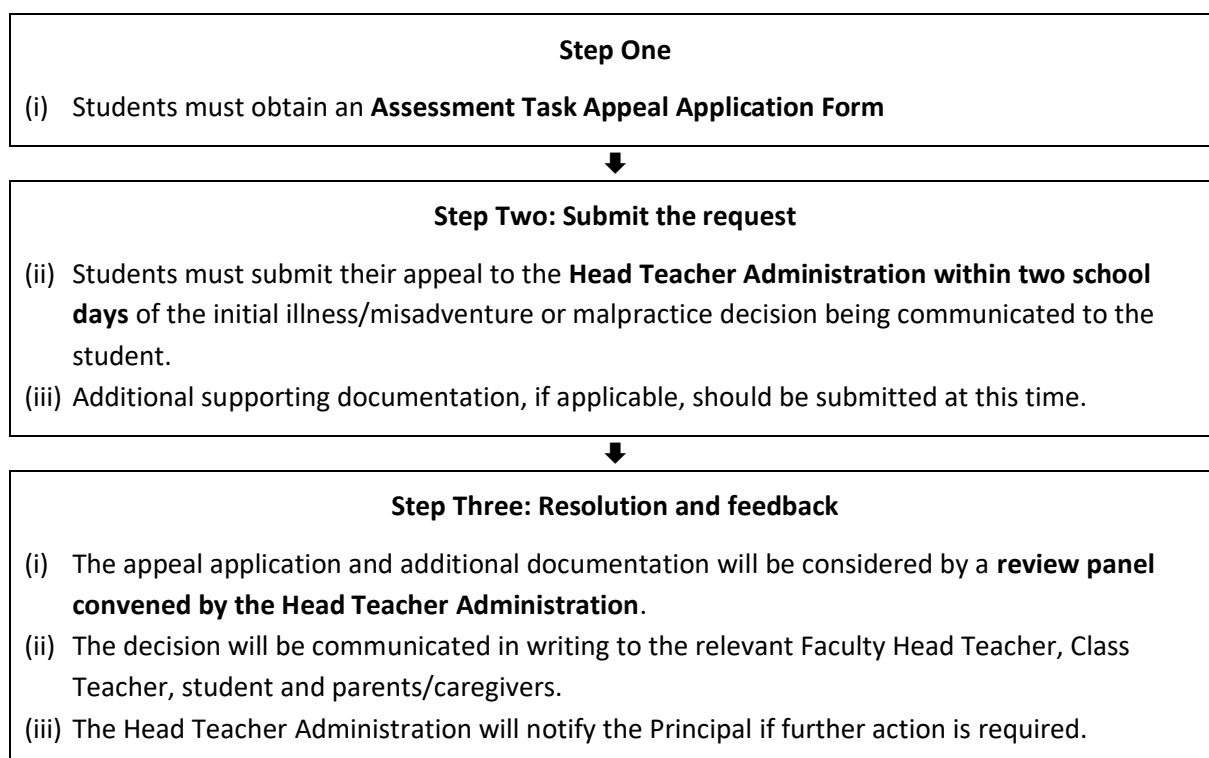 Step One
(i) Students must obtain an Assessment Task Appeal Application Form
Step Two: Submit the request
(ii) Students must submit their appeal to the Head Teacher Administration within two school
days of the initial illness/misadventure or malpractice decision being communicated to the
student.
(iii) Additional supporting documentation, if applicable, should be submitted at this time.
Step Three: Resolution and feedback
(i) The appeal application and additional documentation will be considered by a review panel
convened by the Head Teacher Administration.
(ii) The decision will be communicated in writing to the relevant Faculty Head Teacher, Class
Teacher, student and parents/caregivers.
(iii) The Head Teacher Administration will notify the Principal if further action is required.